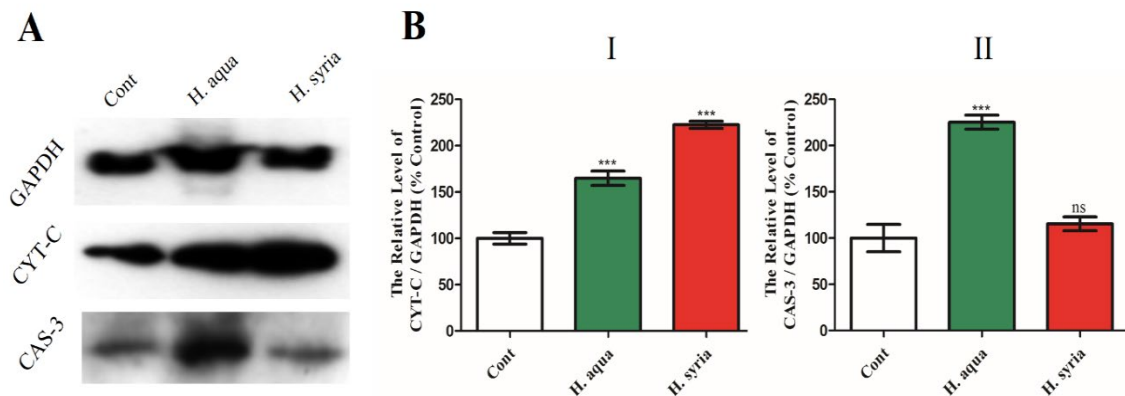 A
Cont
H. aqua
H. syria
GAPDH
CYT-C
CAS-3
B
I
The Relative Level of
CYT-C / GAPDH (% Control)
250
200
150
100
50
0
***
***
Cont
H. aqua
H. syria
II
The Relative Level of
CAS-3 / GAPDH (% Control)
250
200
150
100
50
0
***
ns
Cont
H. aqua
H. syria